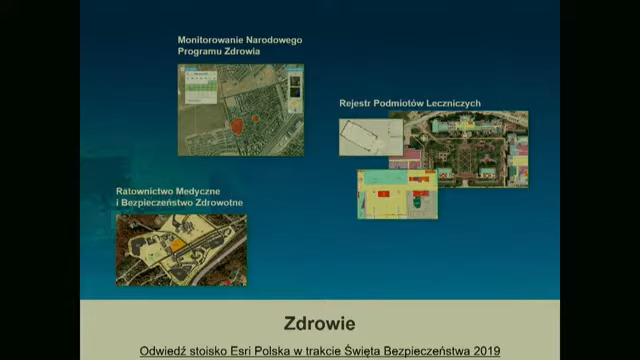 Monitorowanie Narodowego
Programu Zdrowia
Rejestr Podmiotów Leczniczych
Ratownictwo Medyczne
i Bezpieczeństwo Zdrowotne
Zdrowie
Odwiedź stoisko Esri Polska w trakcie Święta Bezpieczeństwa 2019